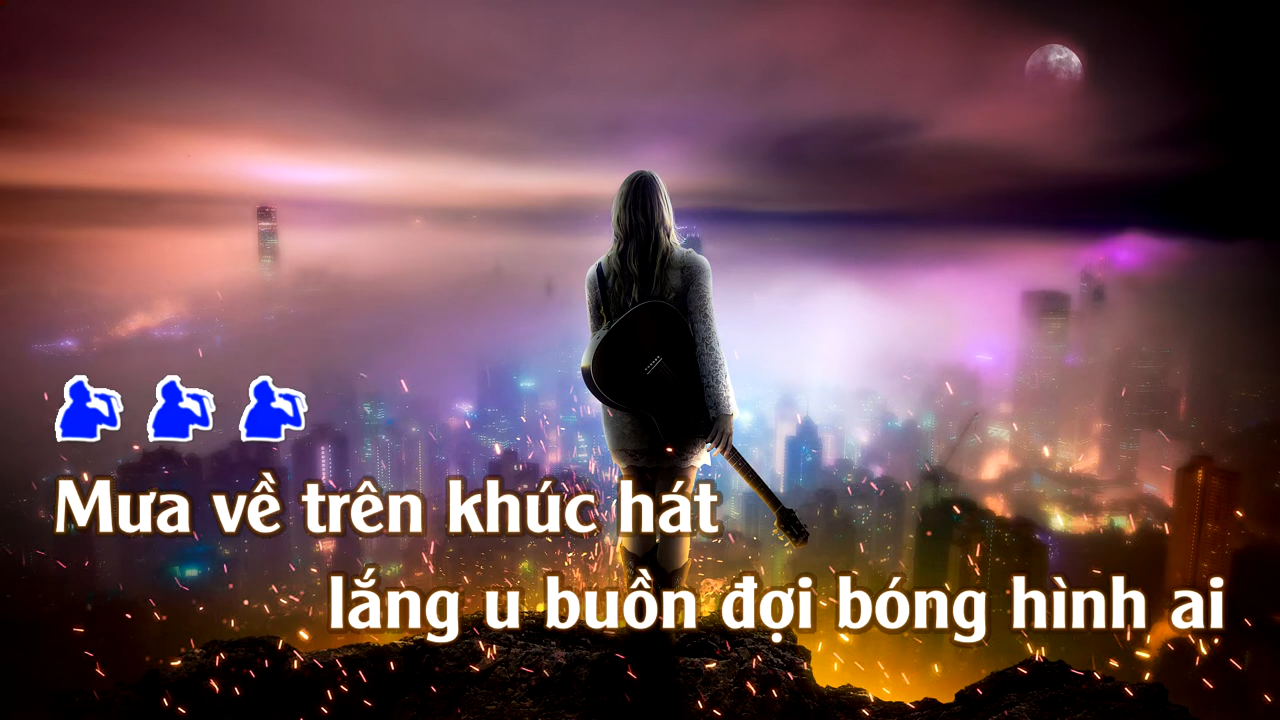 Mưa về trên khúc hát
lắng u buồn đợi bóng hình ai